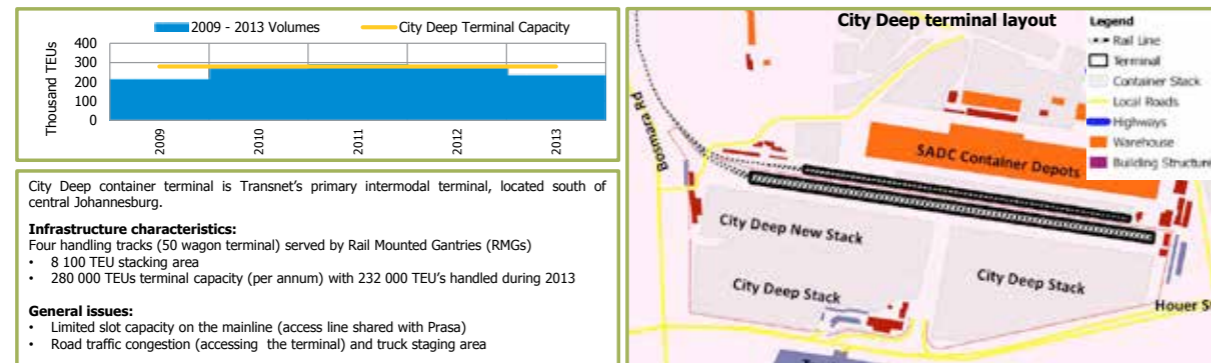 2009 - 2013 Volumes
City Deep Terminal Capacity
Thousand TEUs
400
300
200
100
0
2009
2010
2011
2012
2013
City Deep container terminal is Transnet's primary intermodal terminal, located south of
central Johannesburg.
Infrastructure characteristics:
Four handling tracks (50 wagon terminal) served by Rail Mounted Gantries (RMGs)
• 8 100 TEU stacking area
• 280 000 TEUs terminal capacity (per annum) with 232 000 TEU's handled during 2013
General issues:
• Limited slot capacity on the mainline (access line shared with Prasa)
• Road traffic congestion (accessing the terminal) and truck staging area
City Deep terminal layout
Legend
Rail Line
Terminal
Container Stack
Local Roads
Highways
Warehouse
Building Structure
Bosmara Rd
SADC Container Depots
City Deep New Stack
City Deep Stack
City Deep Stack
Houer S